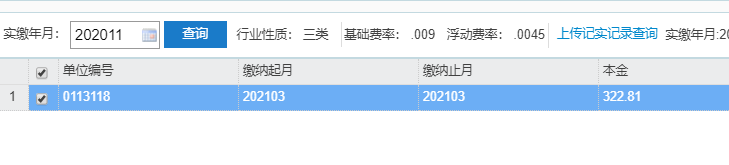 实缴年月： 202011 查询 行业性质： 三类 基础费率： .009 浮动费率： .0045 上传记实记录查询 实缴年月:20
单位编号 缴纳起月 缴纳止月 本金
1 0113118 202103 202103 322.81